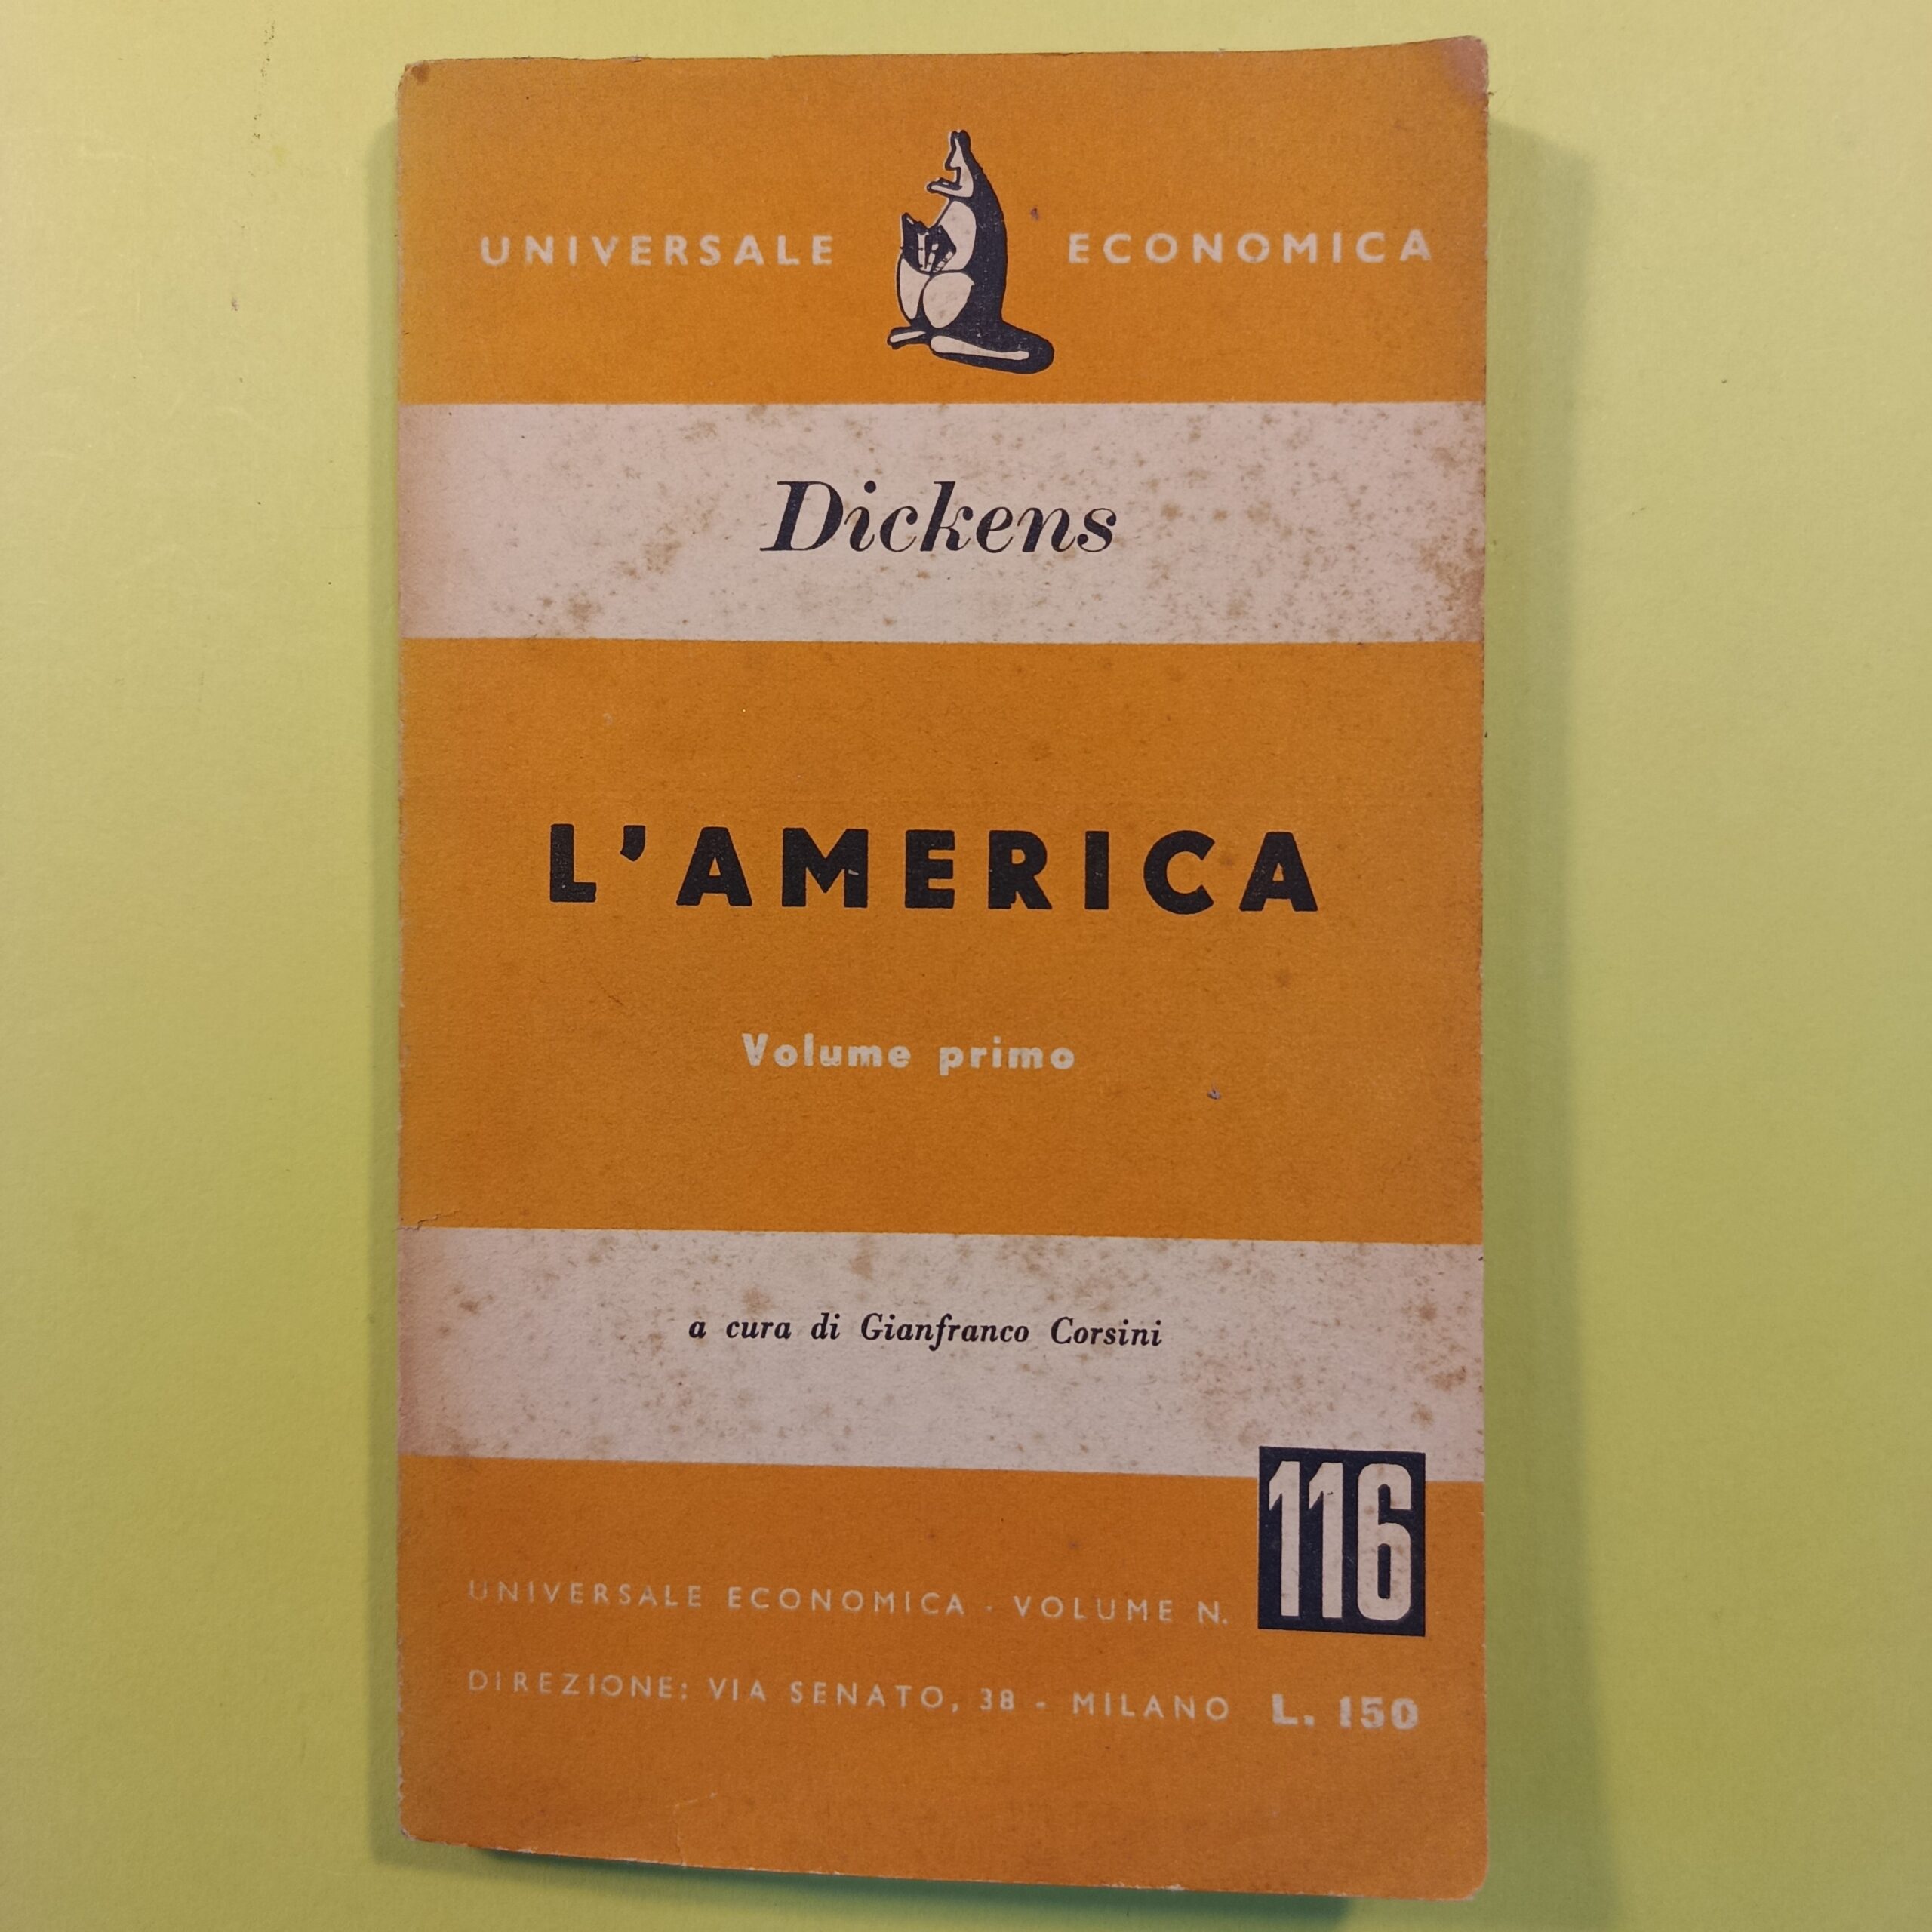 UNIVERSALE ECONOMICA
Dickens
L'AMERICA
Volume primo
a cura di Gianfranco Corsini
116
UNIVERSALE ECONOMICA - VOLUME N.
DIREZIONE: VIA SENATO, 38 - MILANO L. 150